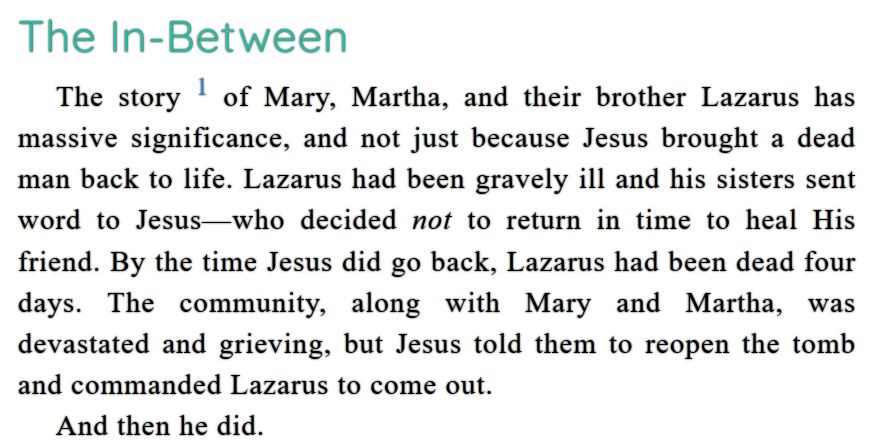 The In-Between
The story 1 of Mary, Martha, and their brother Lazarus has
massive significance, and not just because Jesus brought a dead
man back to life. Lazarus had been gravely ill and his sisters sent
word to Jesus—who decided not to return in time to heal His
friend. By the time Jesus did go back, Lazarus had been dead four
days. The community, along with Mary and Martha, was
devastated and grieving, but Jesus told them to reopen the tomb
and commanded Lazarus to come out.
And then he did.